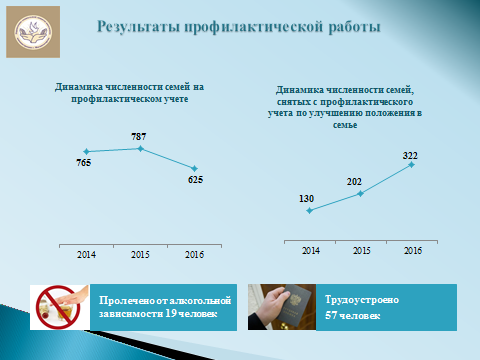 Результаты профилактической работы
Динамика численности семей на
профилактическом учете
787
765
625
2014 2015 2016
Динамика численности семей,
снятых с профилактического
учета по улучшению положения в
семье
322
202
130
2014 2015 2016
Пролечено от алкогольной
зависимости 19 человек
Трудоустроено
57 человек